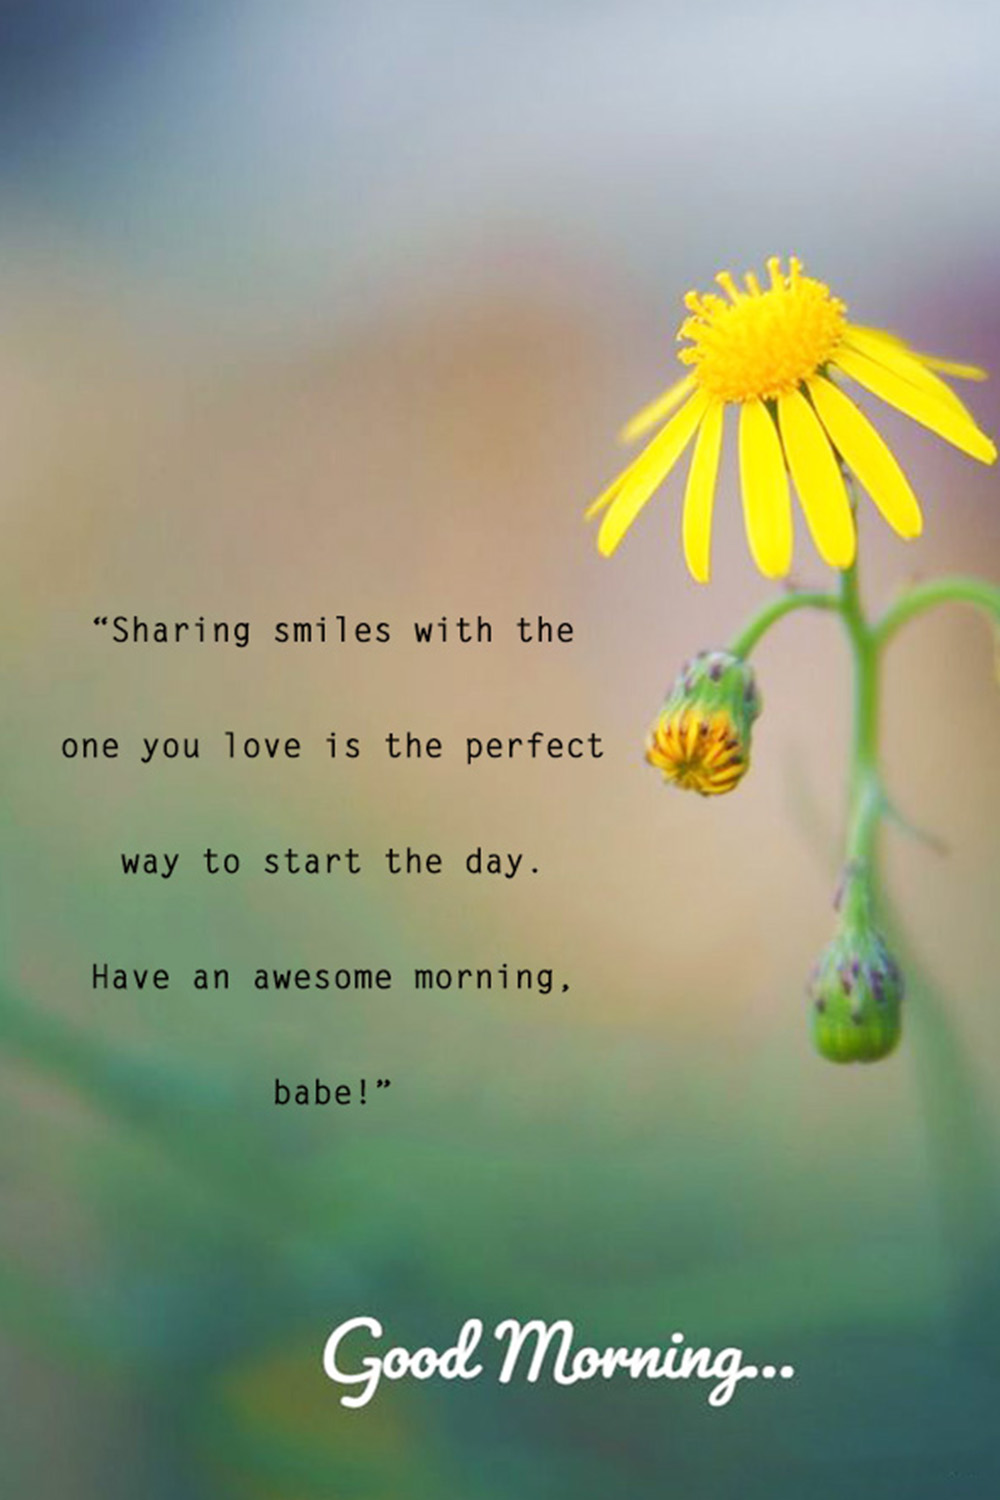 “Sharing smiles with the
one you love is the perfect
way to start the day.
Have an awesome morning,
babe!”
Good Morning...